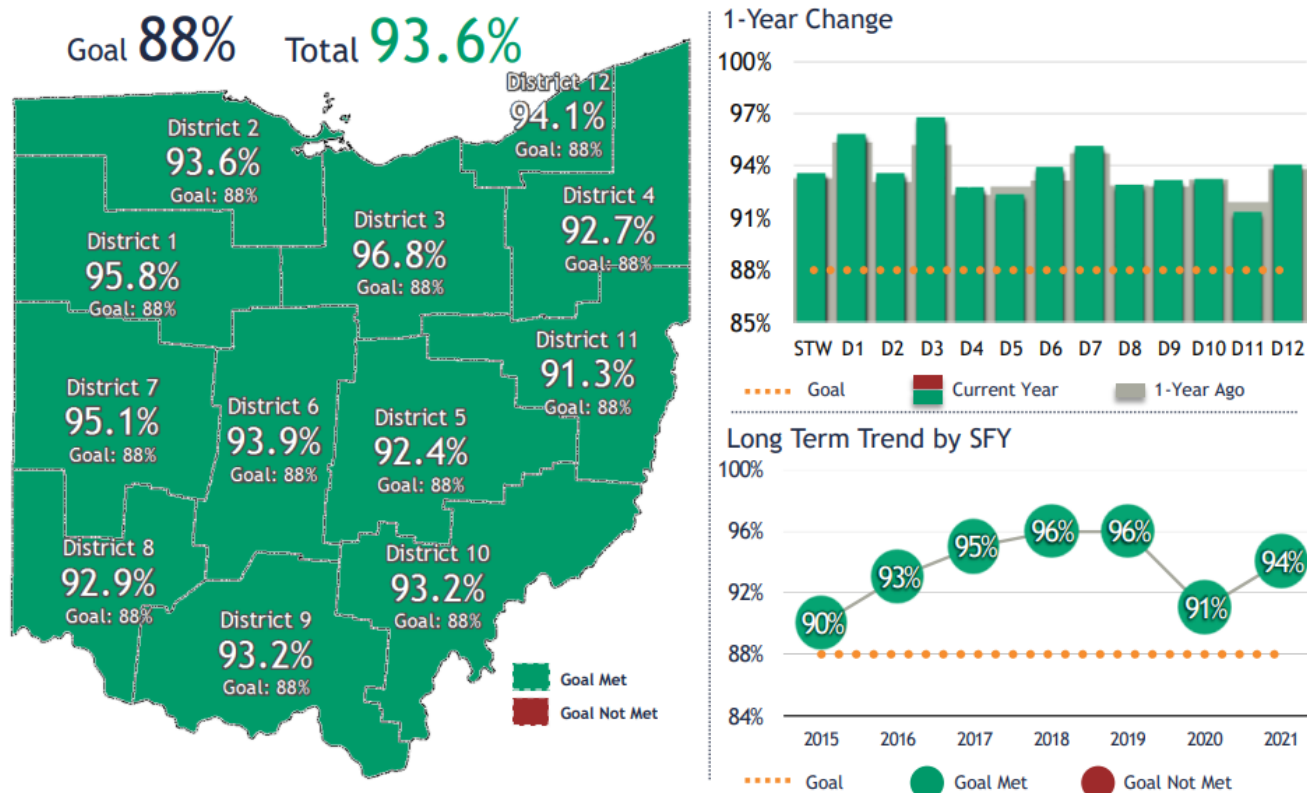 Goal 88% Total 93.6%
District 12
94.1%
Goal: 88%
District 2
93.6%
Goal: 88%
District 4
92.7%
Goal: 88%
District 3
96.8%
Goal: 88%
District 1
95.8%
Goal: 88%
District 11
91.3%
Goal: 88%
District 7
95.1%
Goal: 88%
District 6
93.9%
Goal: 88%
District 5
92.4%
Goal: 88%
District 8
92.9%
Goal: 88%
District 10
93.2%
Goal: 88%
District 9
93.2%
Goal: 88%
Goal Met
Goal Not Met
1-Year Change
100%
97%
94%
91%
88%
85%
STW D1 D2 D3 D4 D5 D6 D7 D8 D9 D10 D11 D12
Goal Current Year 1-Year Ago
Long Term Trend by SFY
100%
96%
92%
88%
84%
90% 93% 95% 96% 96% 91% 94%
2015 2016 2017 2018 2019 2020 2021
Goal Goal Met Goal Not Met